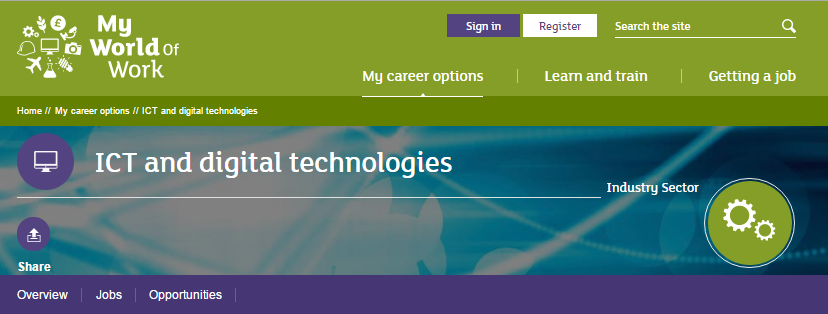 My
World Of
Work
£
Sign in
Register
Search the site
My career options
Learn and train
Getting a job
Home // My career options // ICT and digital technologies
ICT and digital technologies
Industry Sector
Share
Overview
Jobs
Opportunities